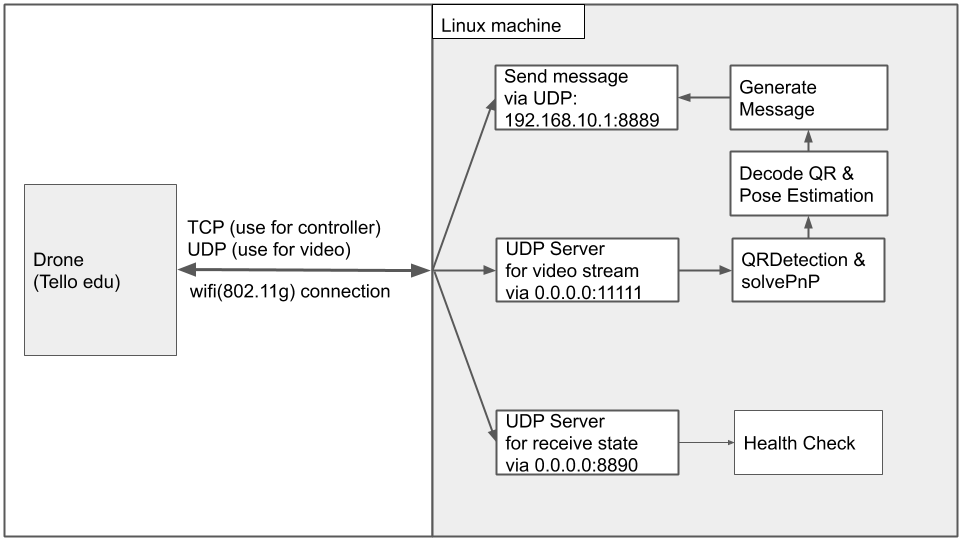 Linux machine
Send message
via UDP:
192.168.10.1:8889
Generate
Message
Decode QR &
Pose Estimation
TCP (use for controller)
UDP (use for video)
Drone
(Tello edu)
wifi(802.11g) connection
UDP Server
for video stream
via 0.0.0.0:11111
QRDetection &
solvePnP
UDP Server
for receive state
via 0.0.0.0:8890
Health Check